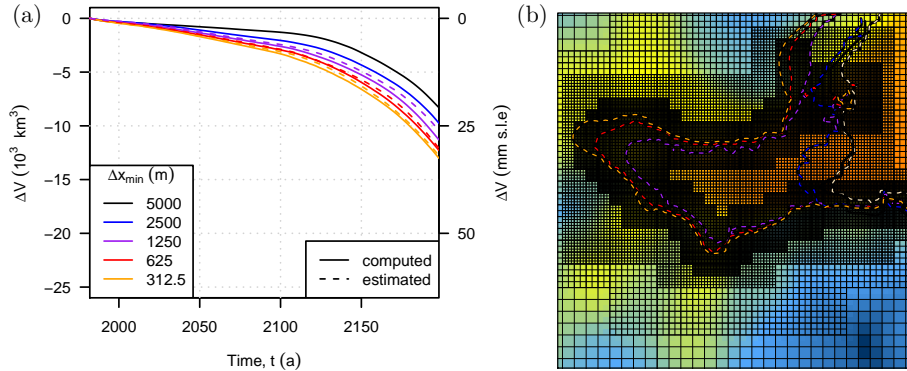 (a)
(b)
0
−5
−10
−15
−20
−25
ΔV (10³ km³)
0
25
50
ΔV (mm s.l.e)
Δx_min (m)
5000
2500
1250
625
312.5
computed
estimated
2000
2050
2100
2150
Time, t (a)